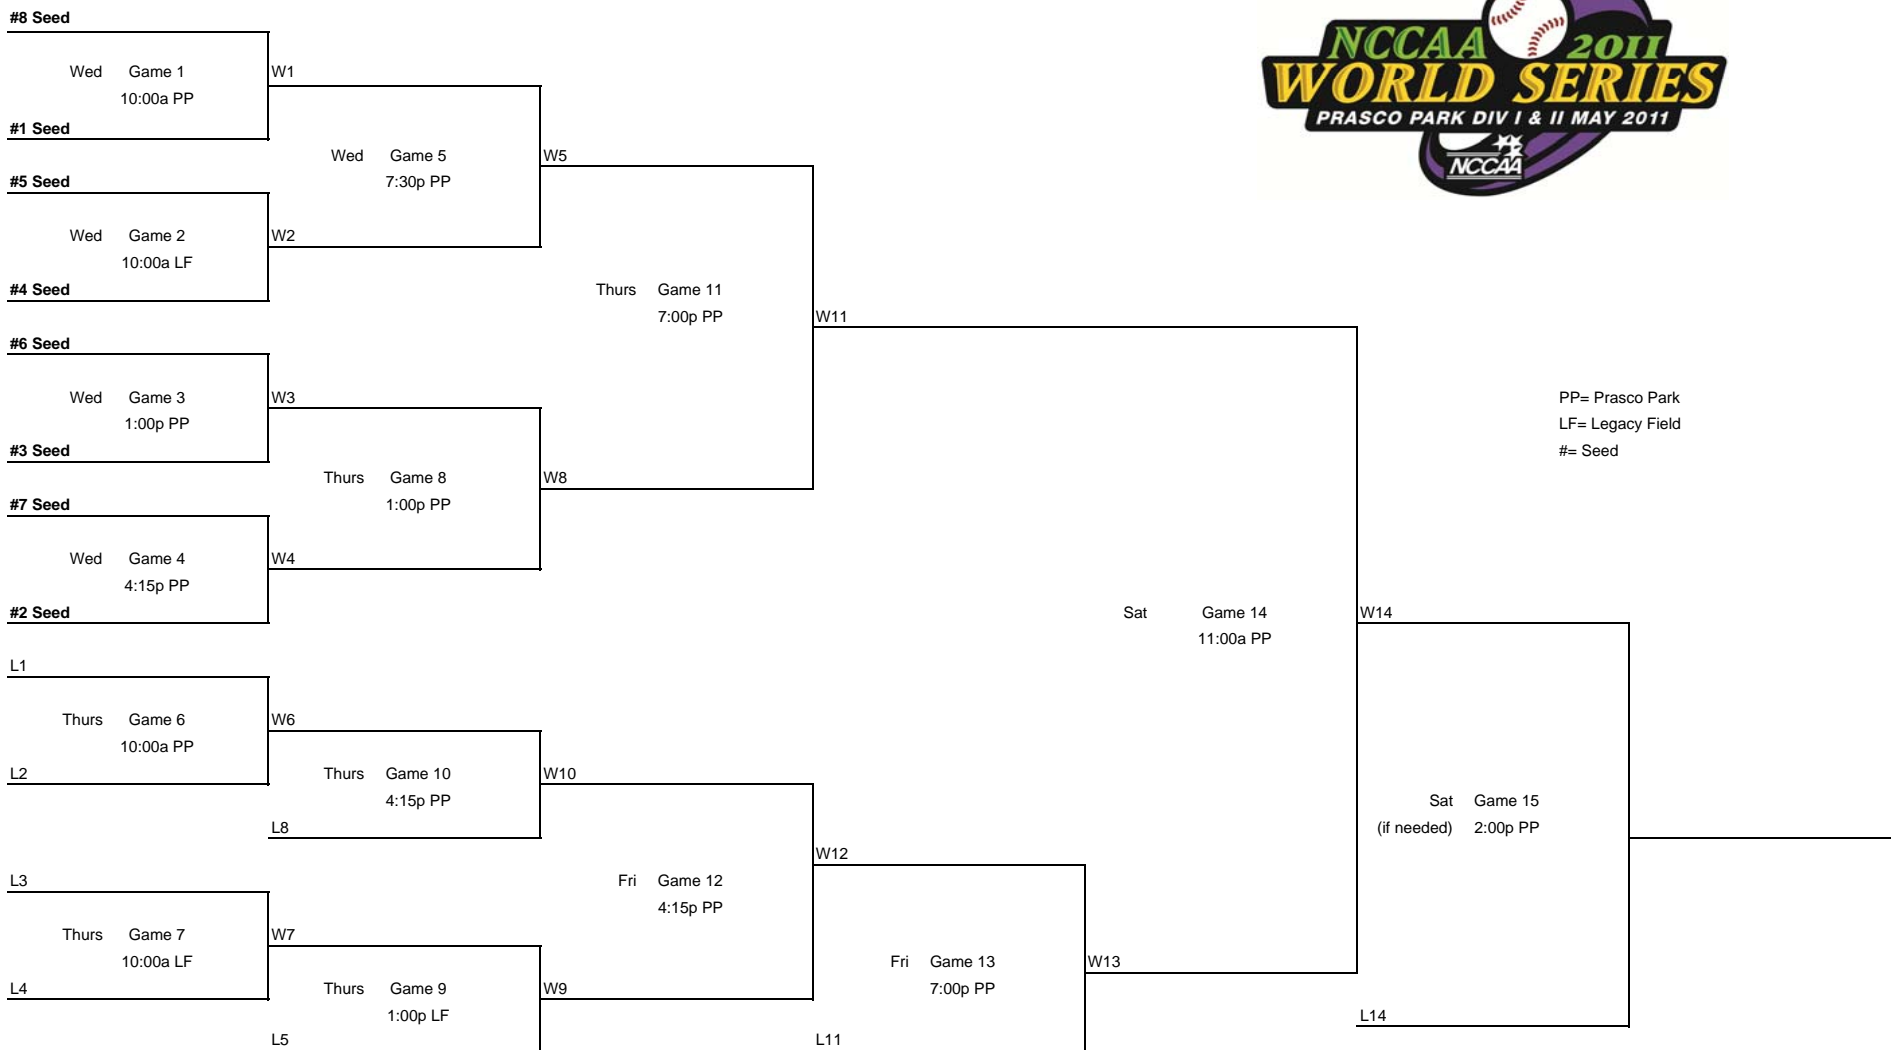 #8 Seed
Wed Game 1
10:00a PP
W1
#1 Seed
#5 Seed
Wed Game 2
10:00a LF
W2
#4 Seed
Wed Game 5
7:30p PP
W5
#6 Seed
Wed Game 3
1:00p PP
W3
#3 Seed
#7 Seed
Wed Game 4
4:15p PP
W4
#2 Seed
Thurs Game 8
1:00p PP
W8
Thurs Game 11
7:00p PP
W11
L1
Thurs Game 6
10:00a PP
W6
L2
Thurs Game 10
4:15p PP
W10
L8
L3
Thurs Game 7
10:00a LF
W7
L4
Thurs Game 9
1:00p LF
W9
L5
Fri Game 12
4:15p PP
W12
Fri Game 13
7:00p PP
W13
L11
Sat Game 14
11:00a PP
W14
Sat Game 15
(if needed) 2:00p PP
L14
NCCAA 2011
WORLD SERIES
PRASCO PARK DIV I & II MAY 2011
NCCAA
PP= Prasco Park
LF= Legacy Field
#= Seed